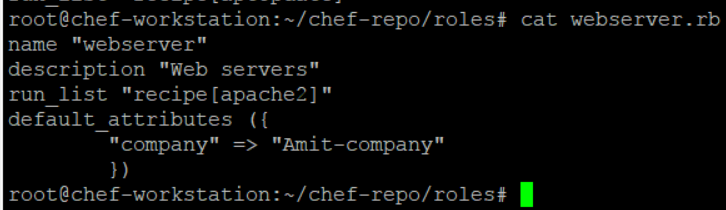 root@chef-workstation:~/chef-repo/roles# cat webserver.rb
name "webserver"
description "Web servers"
run_list "recipe[apache2]"
default_attributes ({
        "company" => "Amit-company"
        })
root@chef-workstation:~/chef-repo/roles#